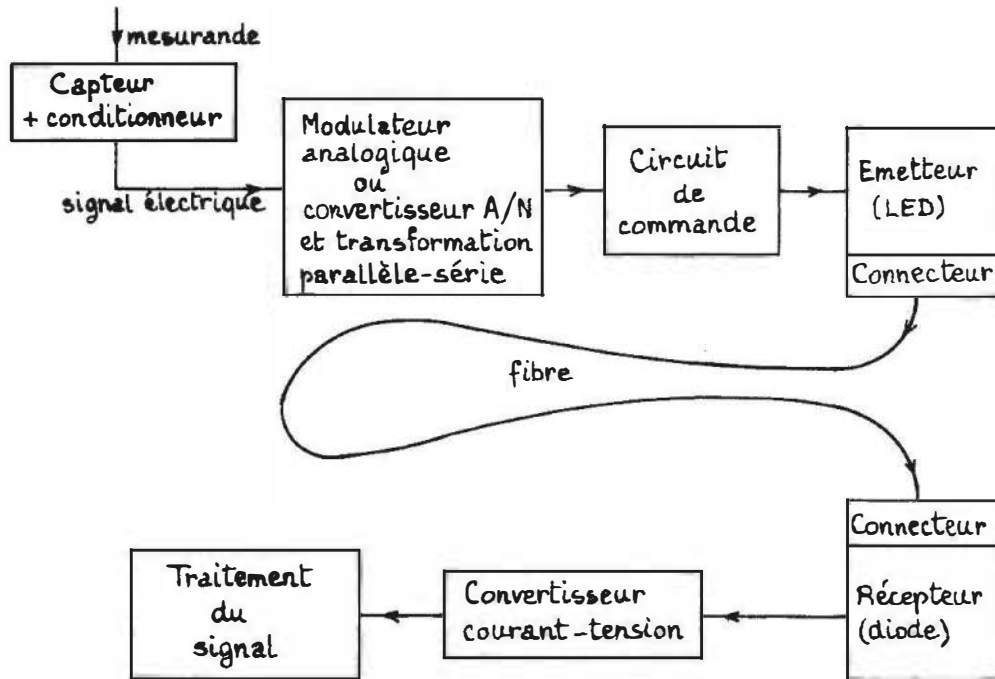 mesurande
Capteur
+ conditionneur
signal électrique
Modulateur
analogique
ou
convertisseur A/N
et transformation
parallèle-série
Circuit
de
commande
Emetteur
(LED)
Connecteur
fibre
Connecteur
Récepteur
(diode)
Convertisseur
courant-tension
Traitement
du
signal